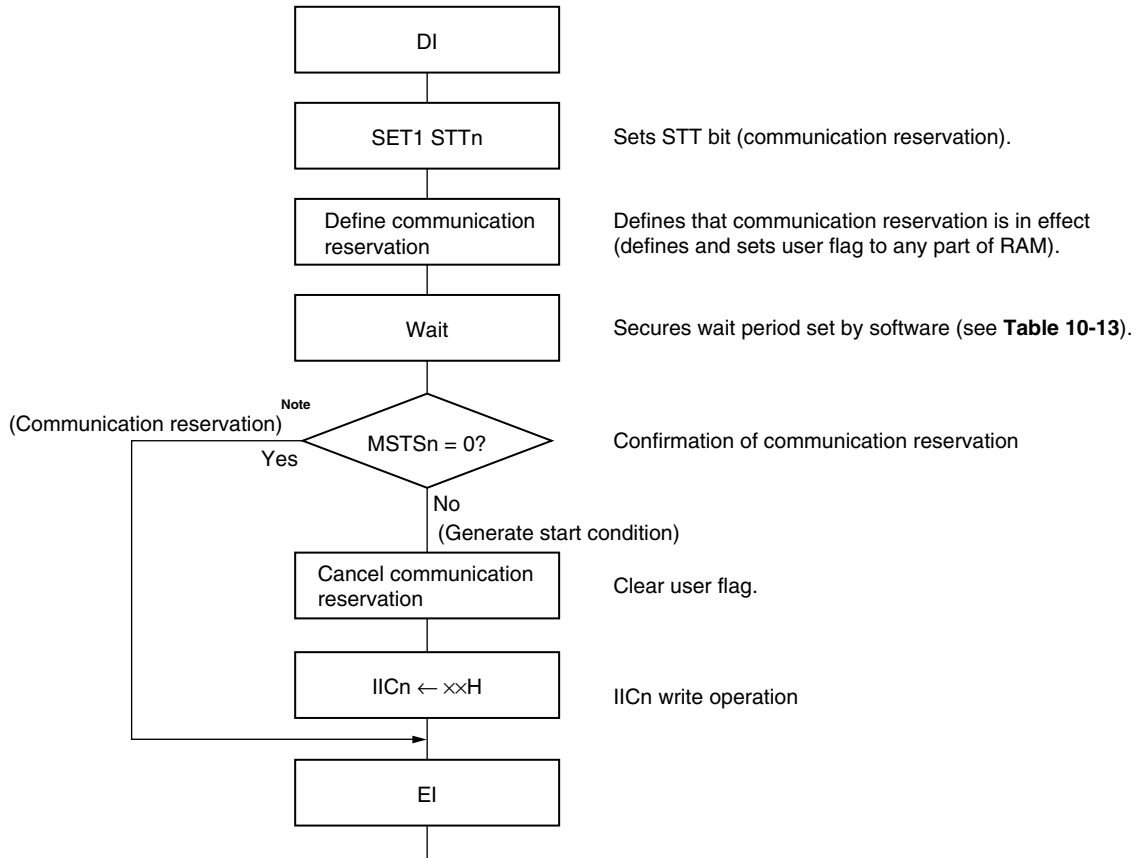 DI
SET1 STTn
Sets STT bit (communication reservation).
Define communication
reservation
Defines that communication reservation is in effect
(defines and sets user flag to any part of RAM).
Wait
Secures wait period set by software (see Table 10-13).
(Communication reservation)Note
MSTSn = 0?
Confirmation of communication reservation
Yes
No
(Generate start condition)
Cancel communication
reservation
Clear user flag.
IICn ← ××H
IICn write operation
EI